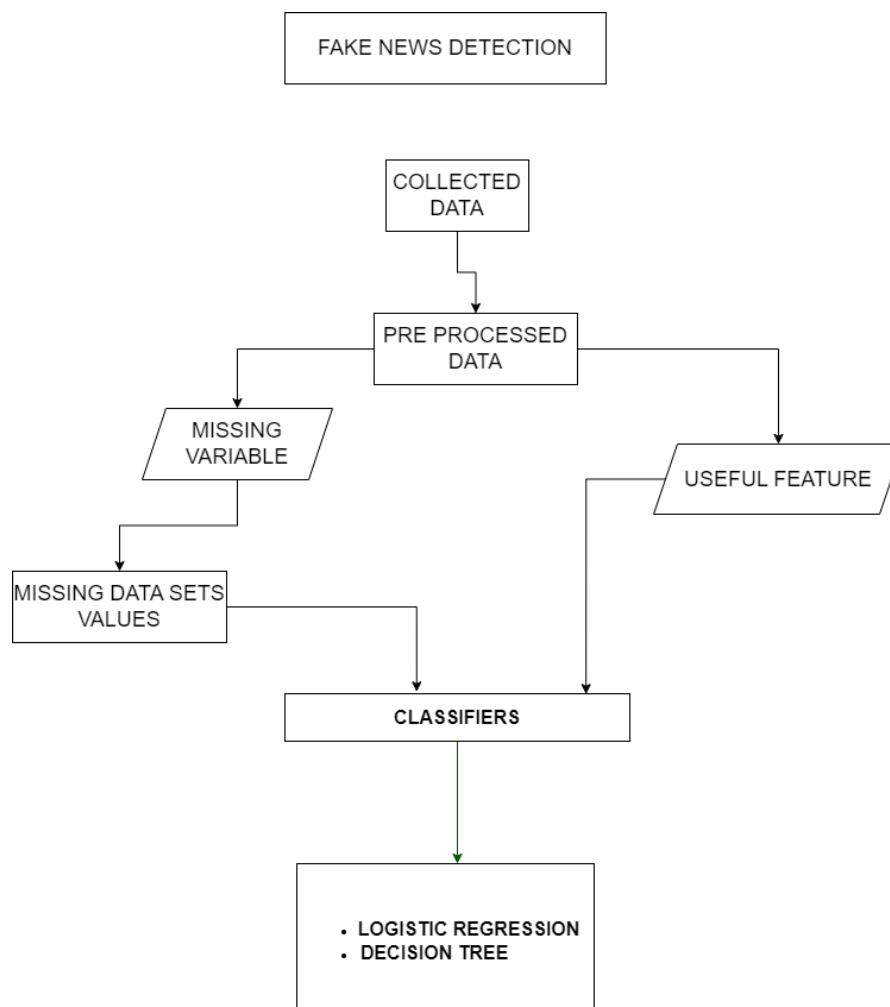 FAKE NEWS DETECTION
COLLECTED
DATA
PRE PROCESSED
DATA
MISSING
VARIABLE
USEFUL FEATURE
MISSING DATA SETS
VALUES
CLASSIFIERS
• LOGISTIC REGRESSION
• DECISION TREE